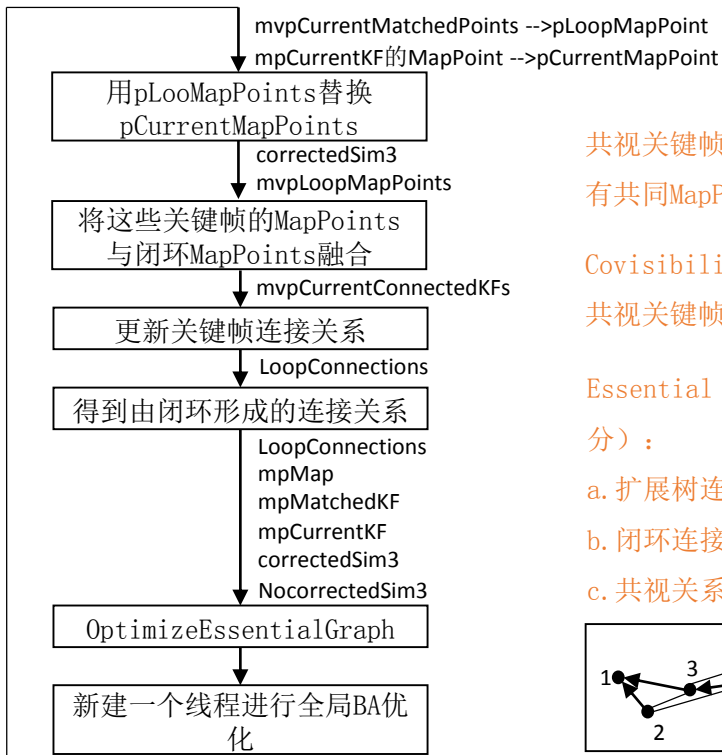 mvpCurrentMatchedPoints -->pLoopMapPoint
mpCurrentKF的MapPoint -->pCurrentMapPoint
用pLooMapPoints替换
pCurrentMapPoints
correctedSim3
mvpLoopMapPoints
将这些关键帧的MapPoints
与闭环MapPoints融合
mvpCurrentConnectedKFs
更新关键帧连接关系
LoopConnections
得到由闭环形成的连接关系
LoopConnections
mpMap
mpMatchedKF
mpCurrentKF
correctedSim3
NocorrectedSim3
OptimizeEssentialGraph
新建一个线程进行全局BA优
化
共视关键帧
有共同MapP
Covisibili
共视关键帧
Essential
分）：
a.扩展树连
b.闭环连接
c.共视关系
1
3
2